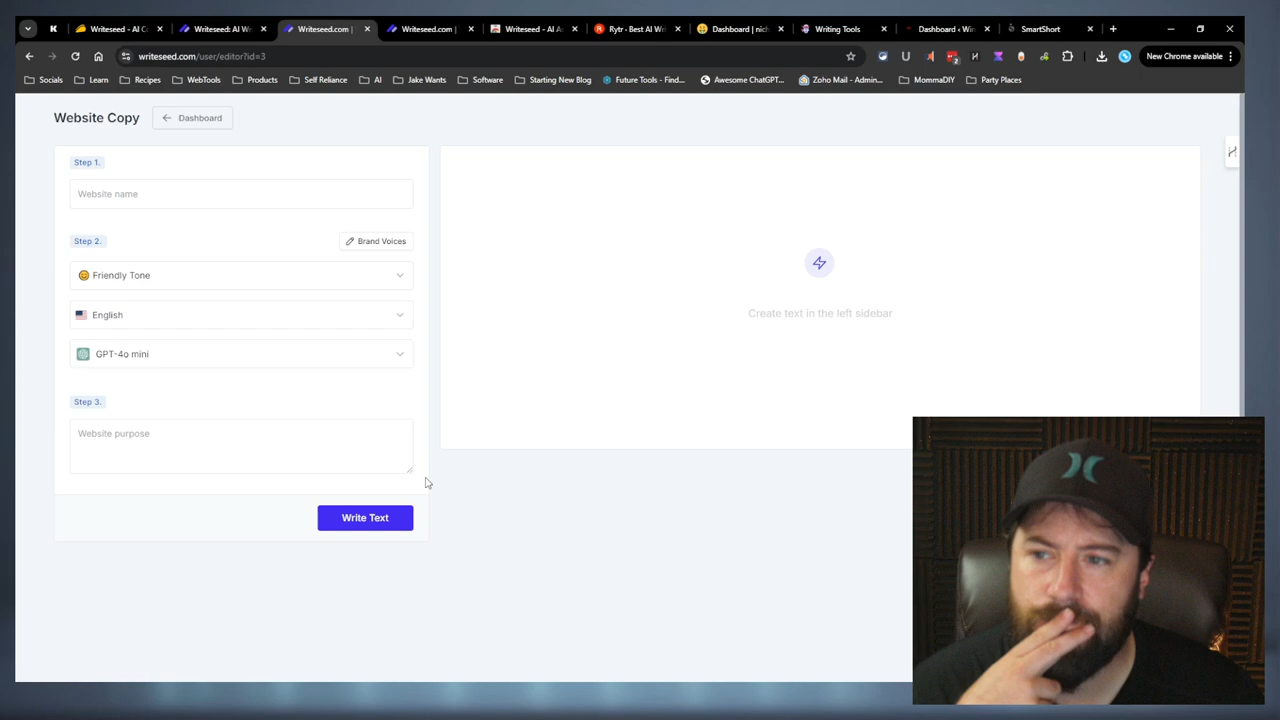 Writeseed - AI C
Writeseed: AI W
Writeseed.com |
Writeseed.com |
Writeseed - AI A
Rytr - Best AI Wri
Dashboard | nich
Writing Tools
Dashboard ‹ Win
SmartShort
writeseed.com/user/editor?id=3
New Chrome available
Socials
Learn
Recipes
WebTools
Products
Self Reliance
AI
Jake Wants
Software
Starting New Blog
Future Tools - Find...
Awesome ChatGPT...
Zoho Mail - Admin...
MommaDIY
Party Places
Website Copy
Dashboard
Step 1.
Website name
Step 2.
Brand Voices
Friendly Tone
English
GPT-4o mini
Step 3.
Website purpose
Write Text
Create text in the left sidebar